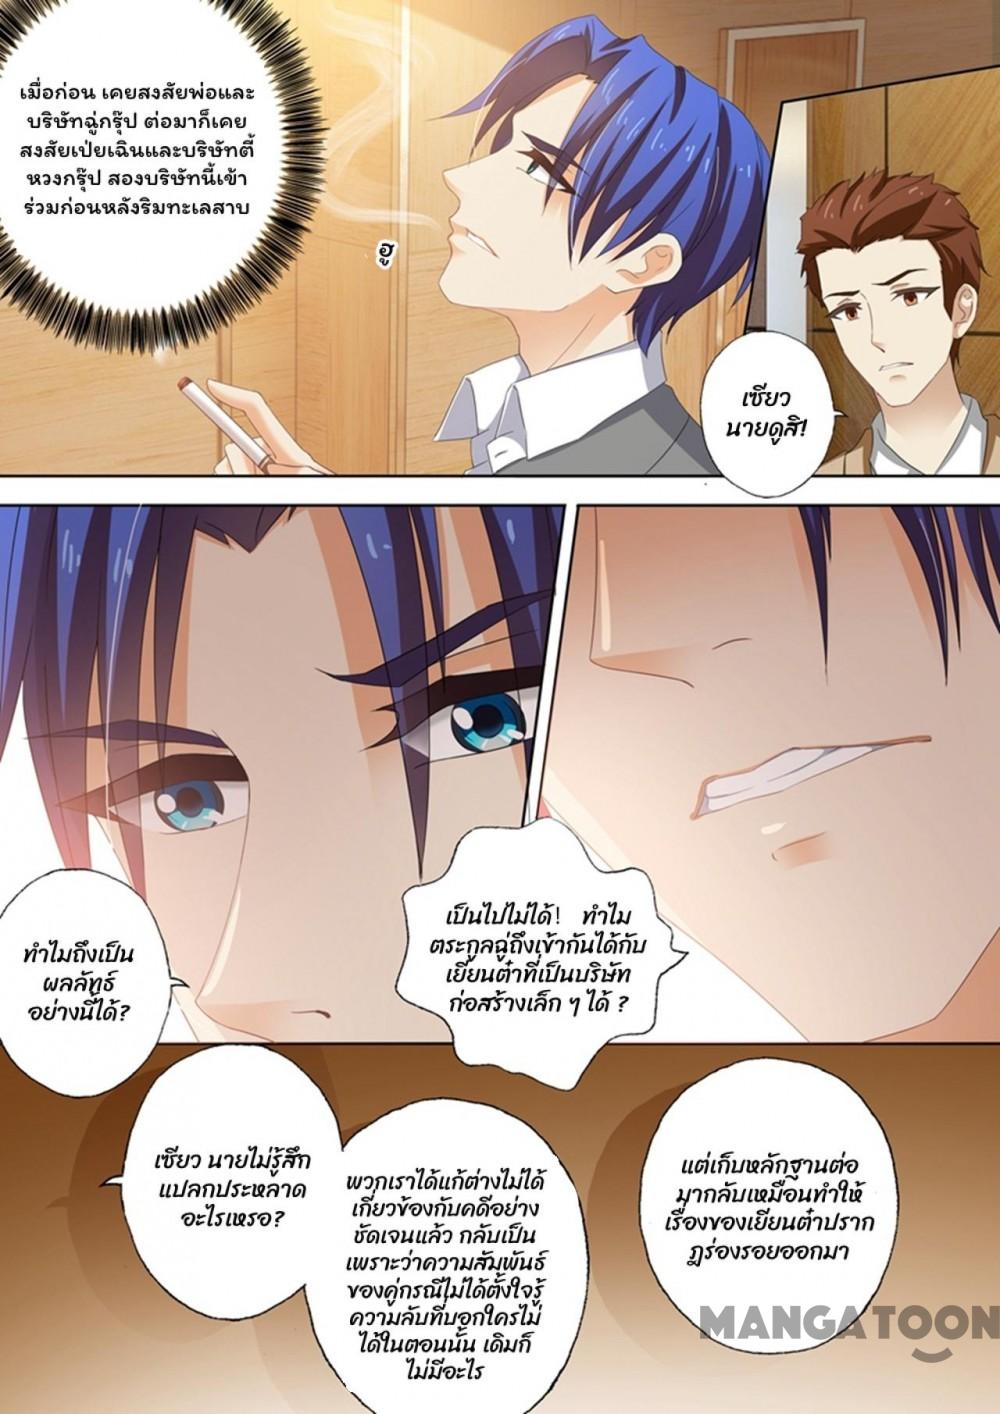 เมื่อก่อน เคยสงสัยพ่อและ
บริษัทฉู่กรุ๊ป ต่อมาก็เคย
สงสัยเป่ยเฉินและบริษัทตี้
หวงกรุ๊ป สองบริษัทนี้เข้า
ร่วมก่อนหลังริมทะเลสาบ
ฮู
เซียว
นายดูสิ!
ทำไมถึงเป็น
ผลลัทธ์
อย่างนี้ได้?
เป็นไปไม่ได้! ทำไม
ตระกูลฉู่ถึงเข้ากันได้กับ
เยี่ยนต๋าที่เป็นบริษัท
ก่อสร้างเล็ก ๆ ได้ ?
เซียว นายไม่รู้สึก
แปลกประหลาด
อะไรเหรอ?
พวกเราได้แก้ต่างไม่ได้
เกี่ยวข้องกับคดีอย่าง
ชัดเจนแล้ว กลับเป็น
เพราะว่าความสัมพันธ์
ของคู่กรณีไม่ได้ตั้งใจรู้
ความลับที่บอกใครไม่
ได้ในตอนนั้น เดิมก็
ไม่มีอะไร
แต่เก็บหลักฐานต่อ
มากลับเหมือนทำให้
เรื่องของเยี่ยนต๋าปราก
ฏร่องรอยออกมา
MANGATOON